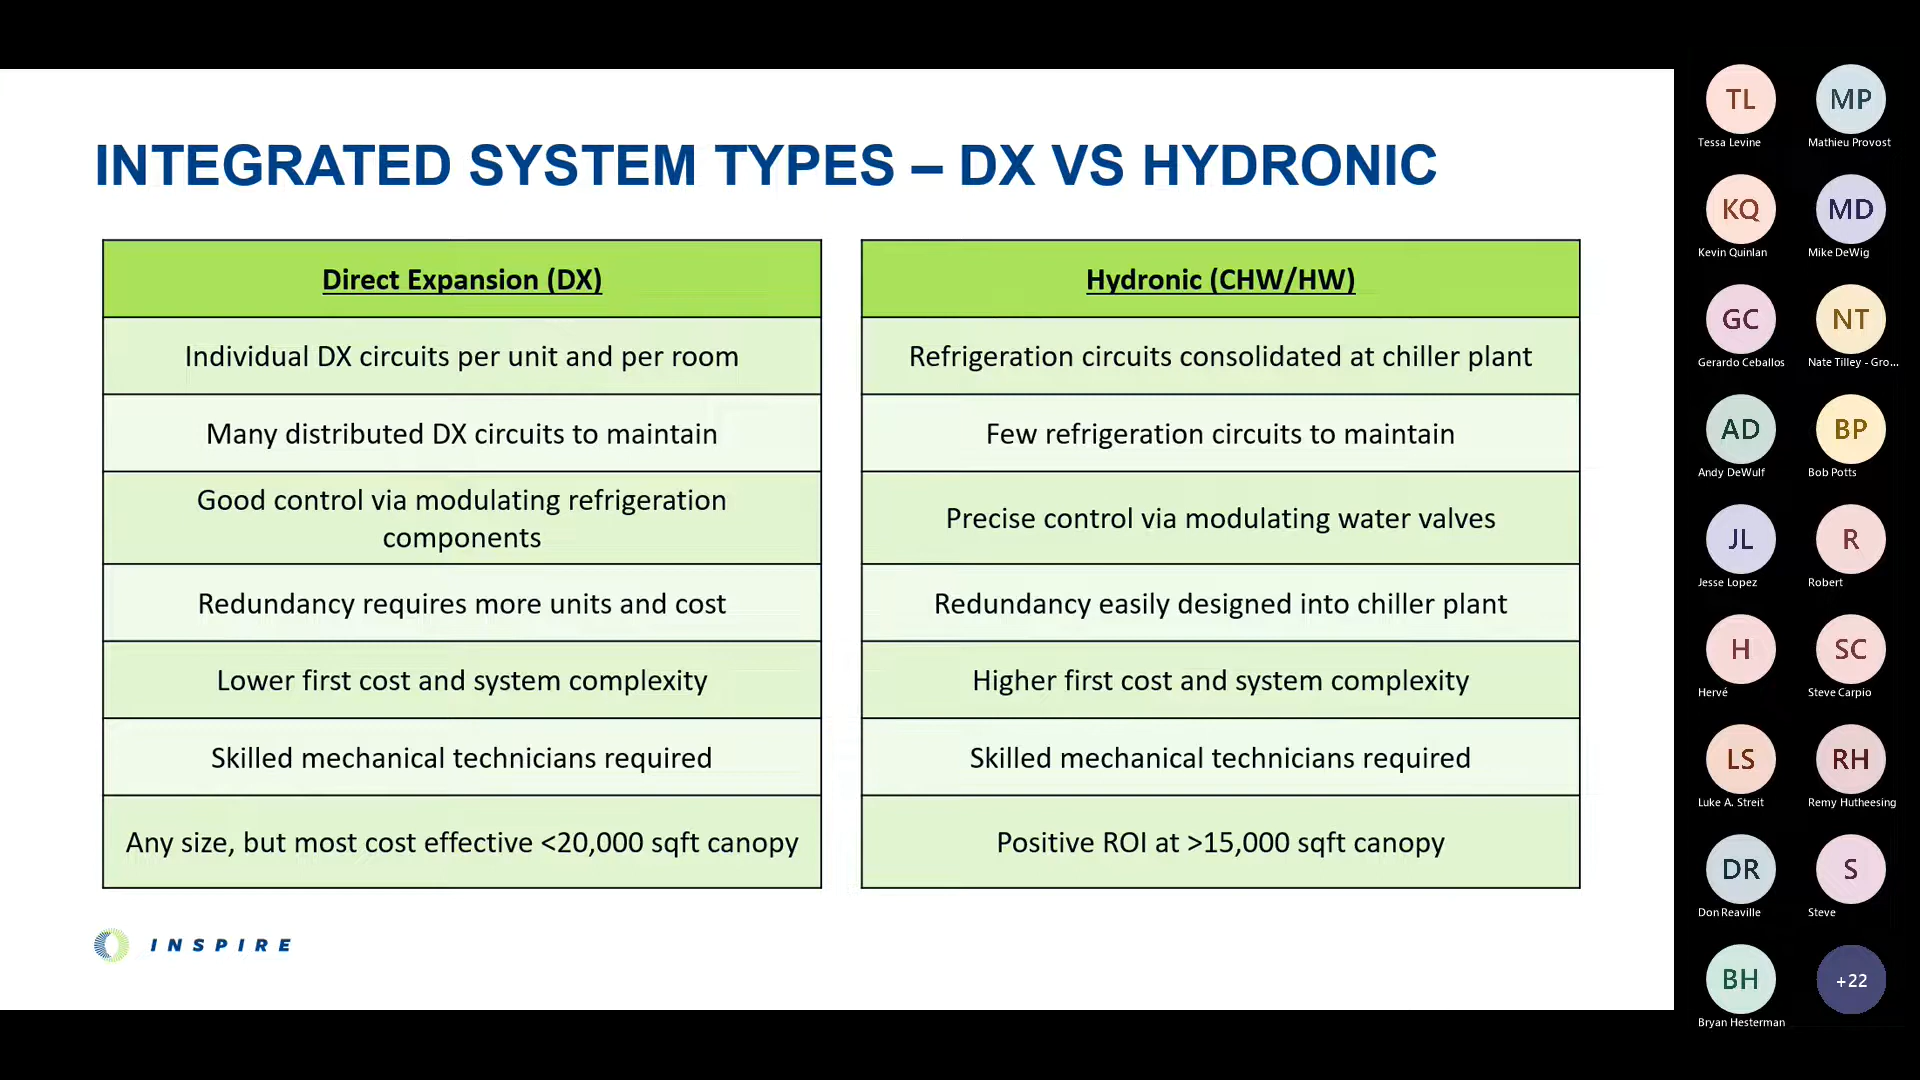 INTEGRATED SYSTEM TYPES – DX VS HYDRONIC
Direct Expansion (DX)
Individual DX circuits per unit and per room
Many distributed DX circuits to maintain
Good control via modulating refrigeration
components
Redundancy requires more units and cost
Lower first cost and system complexity
Skilled mechanical technicians required
Any size, but most cost effective <20,000 sqft canopy
Hydronic (CHW/HW)
Refrigeration circuits consolidated at chiller plant
Few refrigeration circuits to maintain
Precise control via modulating water valves
Redundancy easily designed into chiller plant
Higher first cost and system complexity
Skilled mechanical technicians required
Positive ROI at >15,000 sqft canopy
INSPIRE
TL
Tessa Levine
MP
Mathieu Provost
KQ
Kevin Quinlan
MD
Mike DeWig
GC
Gerardo Ceballos
NT
Nate Tilley - Gro...
AD
Andy DeWulf
BP
Bob Potts
JL
Jesse Lopez
R
Robert
H
Hervé
SC
Steve Carpio
LS
Luke A. Streit
RH
Remy Hutheesing
DR
Don Reaville
S
Steve
BH
Bryan Hesterman
+22